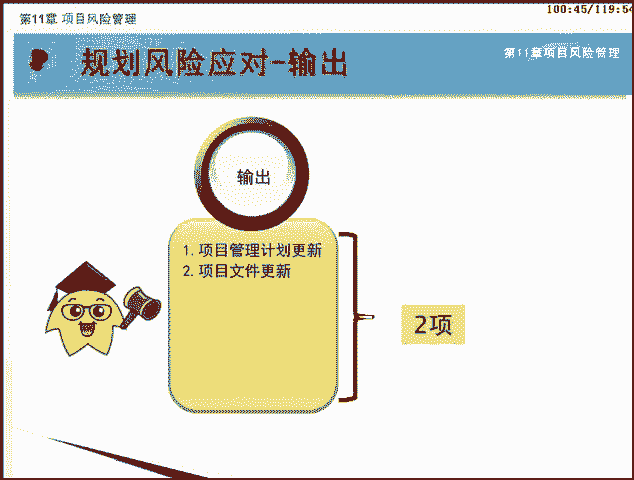 第11章 项目风险管理
100:45/119:54
规划风险应对-输出
第11章项目风险管理
输出
1. 项目管理计划更新
2. 项目文件更新
2项